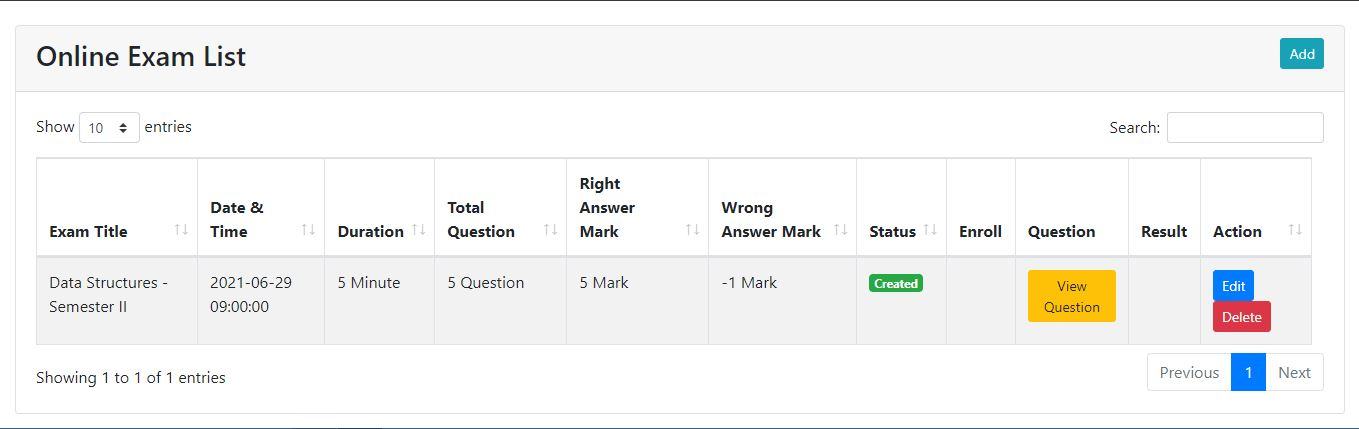 Online Exam List
Add
Show 10 entries
Search:
Exam Title
Date &
Time
Duration
Total
Question
Right
Answer
Mark
Wrong
Answer Mark
Status
Enroll
Question
Result
Action
Data Structures -
Semester II
2021-06-29
09:00:00
5 Minute
5 Question
5 Mark
-1 Mark
Created
View
Question
Edit
Delete
Showing 1 to 1 of 1 entries
Previous 1 Next